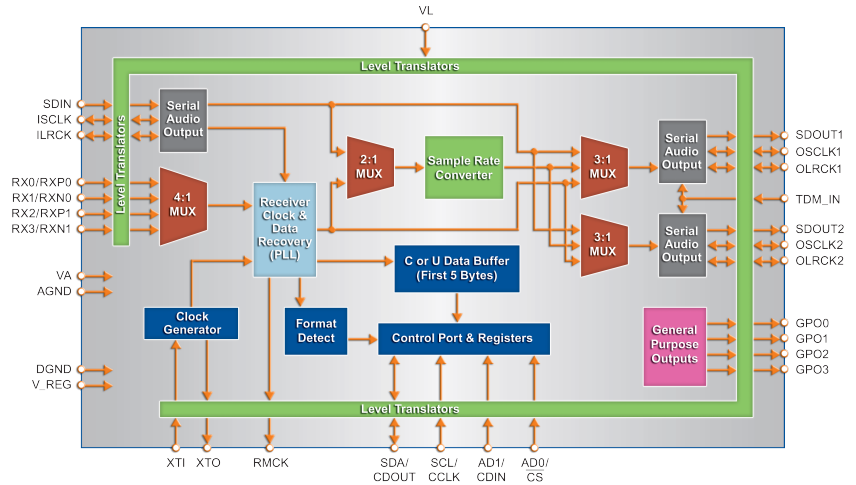 VL
Level Translators
SDIN
ISCLK
ILRCK
Level Translators
Serial
Audio
Output
RX0/RXP0
RX1/RXN0
RX2/RXP1
RX3/RXN1
4:1
MUX
Receiver
Clock &
Data
Recovery
(PLL)
2:1
MUX
Sample Rate
Converter
3:1
MUX
Serial
Audio
Output
SDOUT1
OSCLK1
OLRCK1
TDM_IN
3:1
MUX
Serial
Audio
Output
SDOUT2
OSCLK2
OLRCK2
VA
AGND
C or U Data Buffer
(First 5 Bytes)
Clock
Generator
Format
Detect
Control Port & Registers
General
Purpose
Outputs
GPO0
GPO1
GPO2
GPO3
DGND
V_REG
Level Translators
XTI
XTO
RMCK
SDA/
CDOUT
SCL/
CCLK
AD1/
CDIN
AD0/
CS